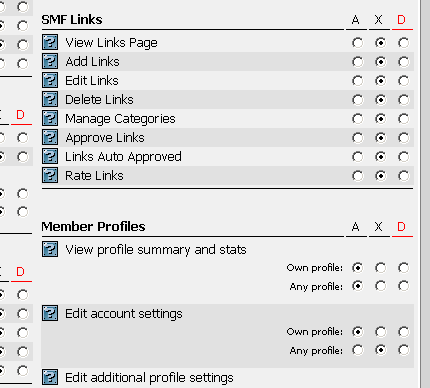 SMF Links A X D
View Links Page
Add Links
Edit Links
Delete Links
Manage Categories
Approve Links
Links Auto Approved
Rate Links
D
Member Profiles A X D
View profile summary and stats
Own profile:
Any profile:
X D
Edit account settings
Own profile:
Any profile:
Edit additional profile settings